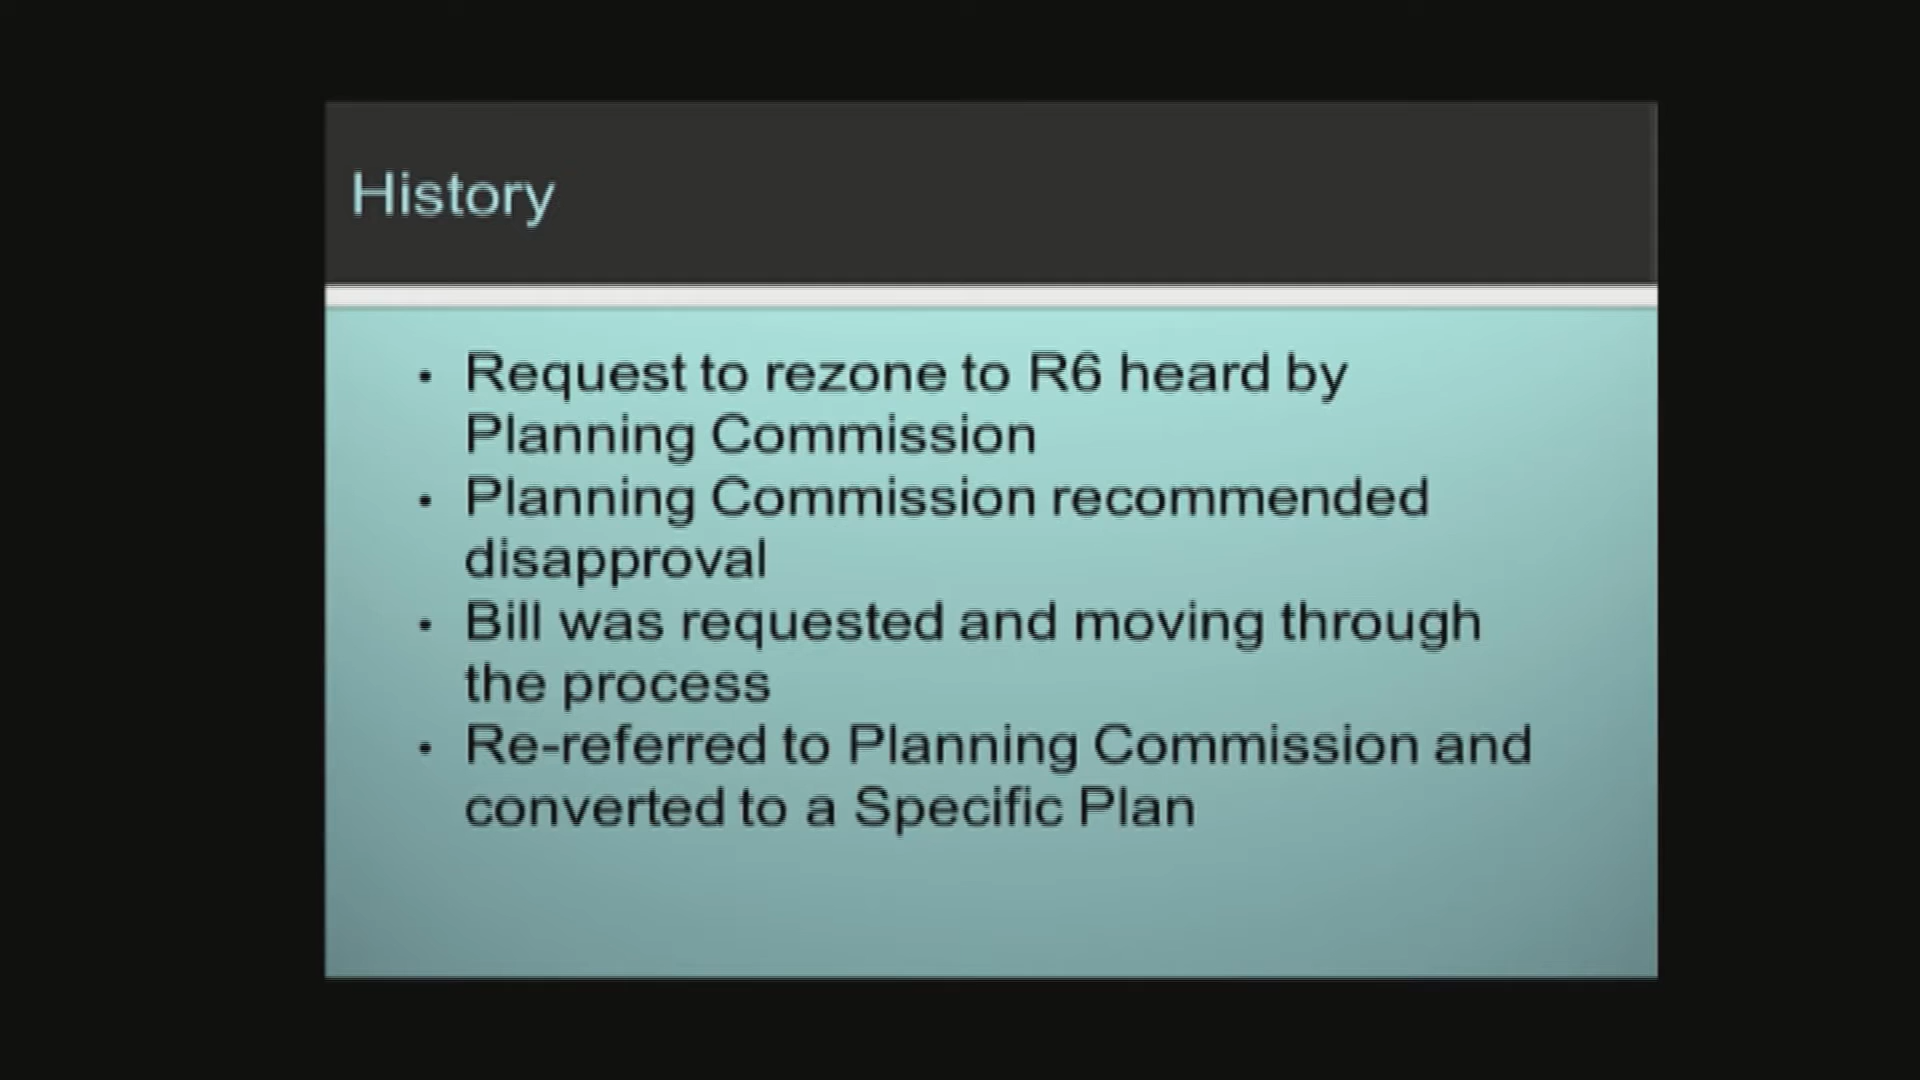 History
• Request to rezone to R6 heard by
Planning Commission
• Planning Commission recommended
disapproval
• Bill was requested and moving through
the process
• Re-referred to Planning Commission and
converted to a Specific Plan